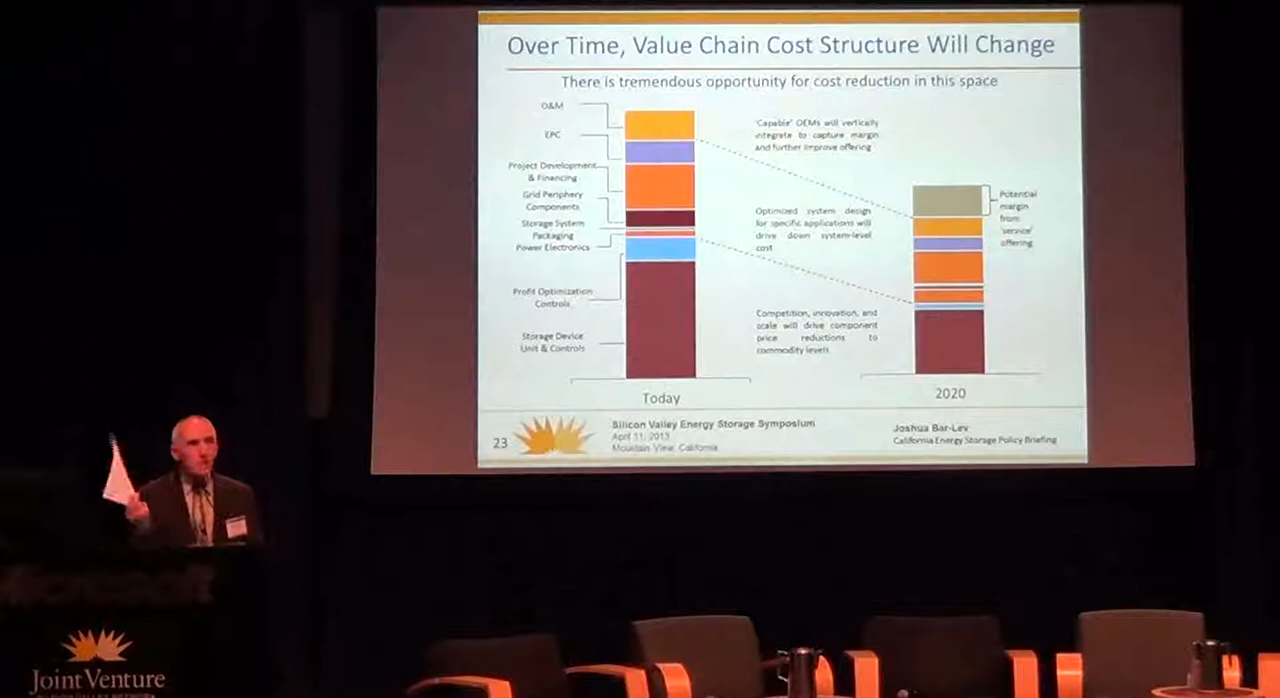 Over Time, Value Chain Cost Structure Will Change
There is tremendous opportunity for cost reduction in this space
O&M
EPC
Project Development
& Financing
Grid Periphery
Components
Storage System
Packaging
Power Electronics
Profit Optimization
Controls
Storage Device
Unit & Controls
'Capable' OEMs will vertically
integrate to capture margin
and further improve offering
Optimized system design
for specific applications will
drive down system-level
cost
Competition, innovation, and
scale will drive component
price reductions to
commodity levels
Potential
margin
from
'service'
offering
Today
2020
23
Silicon Valley Energy Storage Symposium
April 11, 2013
Mountain View, California
Joshua Bar-Lev
California Energy Storage Policy Briefing
Microsoft
Joint Venture